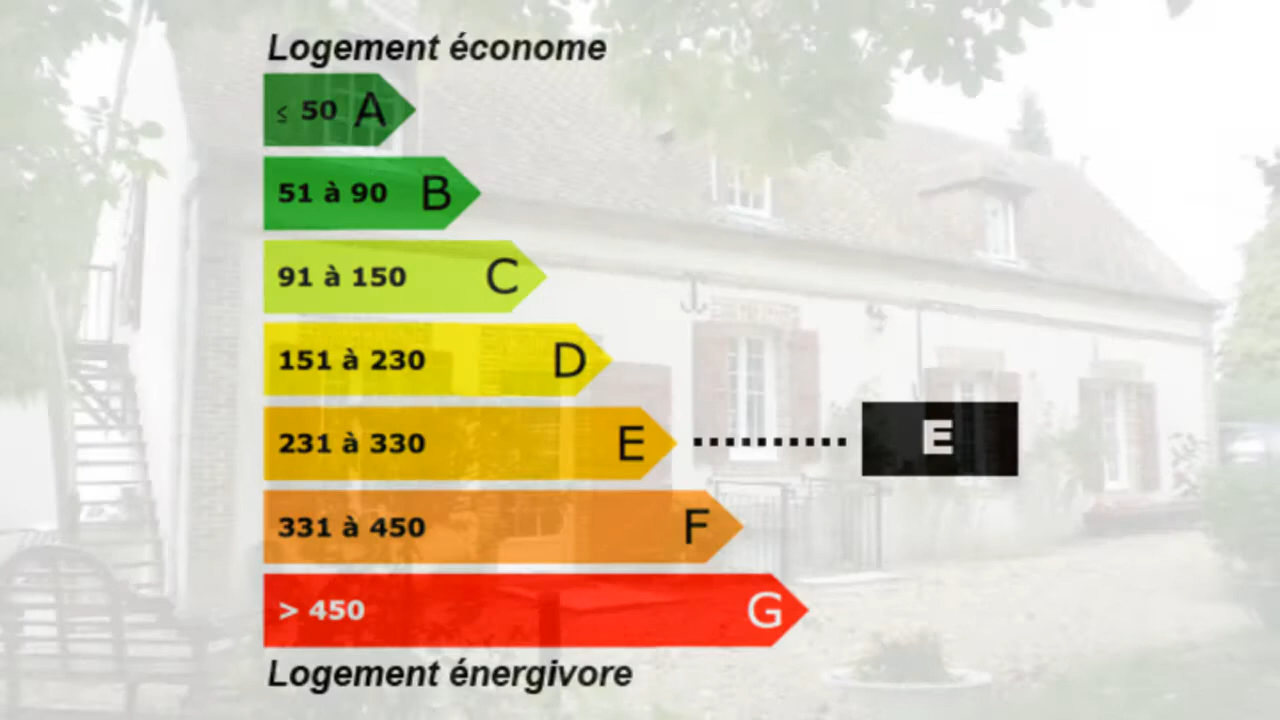 Logement économe
≤ 50 A
51 à 90 B
91 à 150 C
151 à 230 D
231 à 330 E
E
331 à 450 F
> 450 G
Logement énergivore